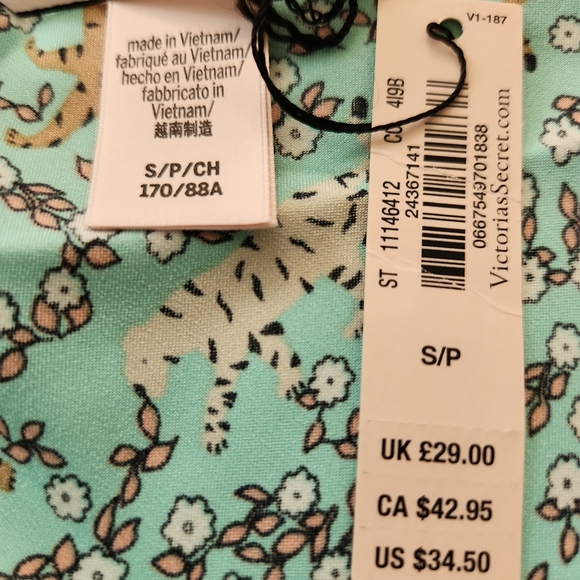 made in Vietnam/
fabriqué au Vietnam/
hecho en Vietnam/
fabbricato in
Vietnam/
越南制造
S/P/CH
170/88A
V1-187
ST 11146412 CO 4I9B
24367141
0667549701838
VictoriasSecret.com
S/P
UK £29.00
CA $42.95
US $34.50